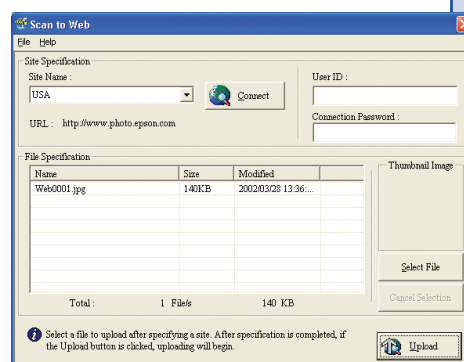 Scan to Web
File Help
Site Specification
Site Name :
USA
Connect
URL : http://www.photo.epson.com
User ID :
Connection Password :
File Specification
Name Size Modified
Web0001.jpg 140KB 2002/03/28 13:36:...
Total : 1 File/s 140 KB
Thumbnail Image
Select File
Cancel Selection
Select a file to upload after specifying a site. After specification is completed, if
the Upload button is clicked, uploading will begin.
Upload